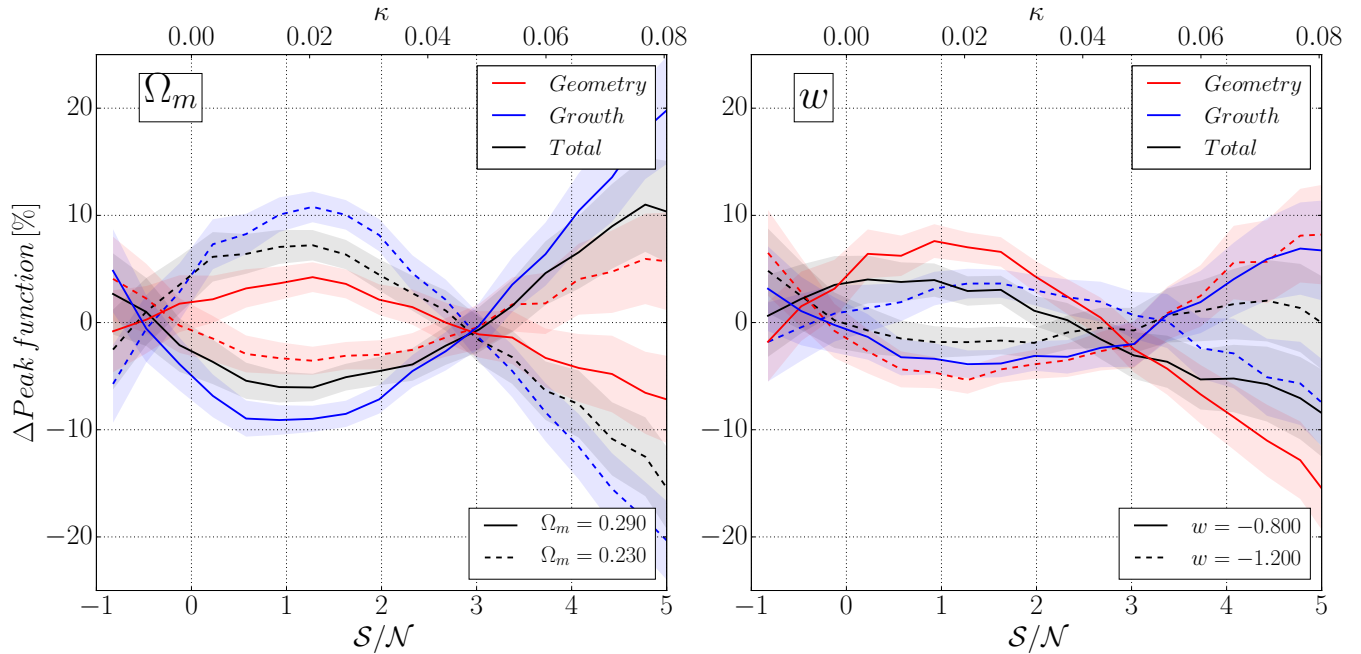 κ
κ
0.00 0.02 0.04 0.06 0.08
0.00 0.02 0.04 0.06 0.08
Ω_m
Geometry
Growth
Total
w
Geometry
Growth
Total
20
10
0
−10
−20
20
10
0
−10
−20
ΔPeak function [%]
Ω_m = 0.290
Ω_m = 0.230
w = −0.800
w = −1.200
−1 0 1 2 3 4 5
−1 0 1 2 3 4 5
S/N
S/N